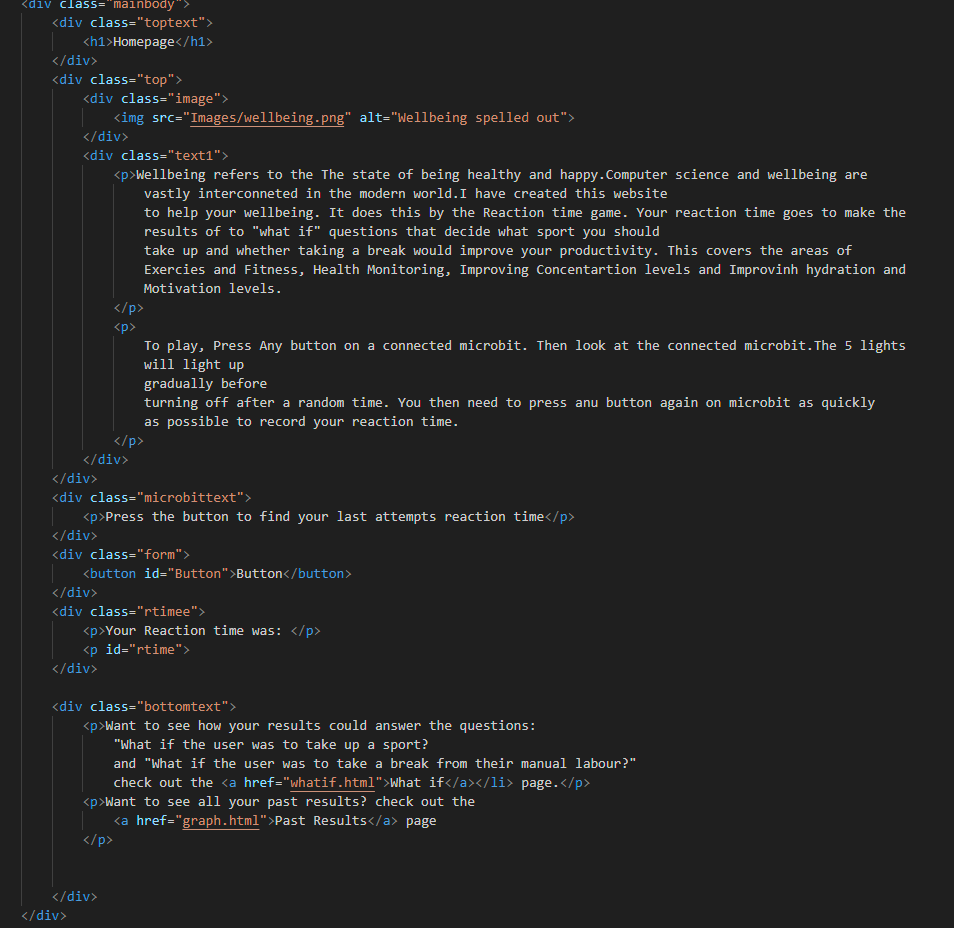 <div class="mainbody">
<div class="toptext">
<h1>Homepage</h1>
</div>
<div class="top">
<div class="image">
<img src="Images/wellbeing.png" alt="Wellbeing spelled out">
</div>
<div class="text1">
<p>Wellbeing refers to the The state of being healthy and happy.Computer science and wellbeing are
vastly interconneted in the modern world.I have created this website
to help your wellbeing. It does this by the Reaction time game. Your reaction time goes to make the
results of to "what if" questions that decide what sport you should
take up and whether taking a break would improve your productivity. This covers the areas of
Exercies and Fitness, Health Monitoring, Improving Concentartion levels and Improvinh hydration and
Motivation levels.
</p>
<p>
To play, Press Any button on a connected microbit. Then look at the connected microbit.The 5 lights
will light up
gradually before
turning off after a random time. You then need to press anu button again on microbit as quickly
as possible to record your reaction time.
</p>
</div>
</div>
<div class="microbittext">
<p>Press the button to find your last attempts reaction time</p>
</div>
<div class="form">
<button id="Button">Button</button>
</div>
<div class="rtimee">
<p>Your Reaction time was: </p>
<p id="rtime">
</div>
<div class="bottomtext">
<p>Want to see how your results could answer the questions:
"What if the user was to take up a sport?
and "What if the user was to take a break from their manual labour?"
check out the <a href="whatif.html">What if</a></li> page.</p>
<p>Want to see all your past results? check out the
<a href="graph.html">Past Results</a> page
</p>
</div>
</div>